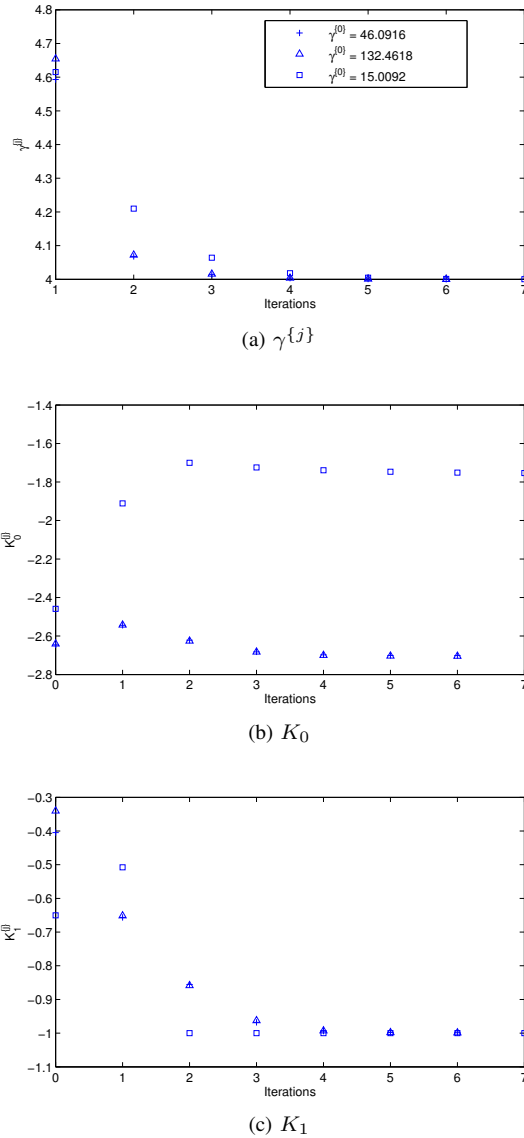 4.8
4.7
4.6
4.5
4.4
4.3
4.2
4.1
4
γ^{[j]}
γ^{[0]} = 46.0916
γ^{[0]} = 132.4618
γ^{[0]} = 15.0092
1 2 3 4 5 6 7
Iterations
(a) γ^{{j}}
−1.4
−1.6
−1.8
−2
−2.2
−2.4
−2.6
−2.8
K_0^{[j]}
0 1 2 3 4 5 6 7
Iterations
(b) K_0
−0.3
−0.4
−0.5
−0.6
−0.7
−0.8
−0.9
−1
−1.1
K_1^{[j]}
0 1 2 3 4 5 6 7
Iterations
(c) K_1